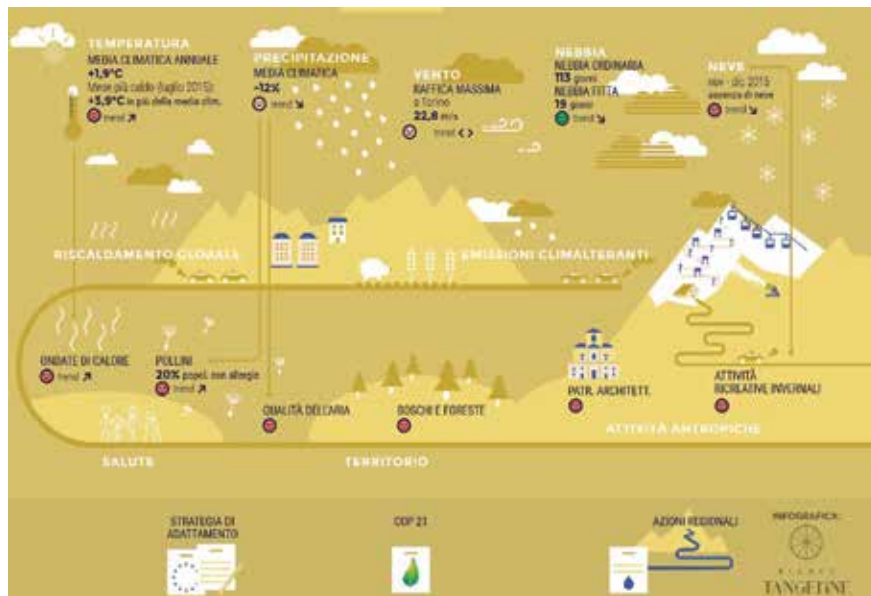 TEMPERATURA
MEDIA CLIMATICA ANNUALE
+1,9°C
Mese più caldo (luglio 2015):
+3,9°C in più della media clim.
trend ↗
PRECIPITAZIONE
MEDIA CLIMATICA
-12%
trend ↘
VENTO
RAFFICA MASSIMA
a Torino
22,8 m/s
trend < >
NEBBIA
NEBBIA ORDINARIA
113 giorni
NEBBIA FITTA
19 giorni
trend ↘
NEVE
nov - dic 2015
assenza di neve
trend ↘
RISCALDAMENTO GLOBALE
EMISSIONI CLIMALTERANTI
ONDATE DI CALORE
trend ↗
POLLINI
20% popol. con allergie
trend ↗
QUALITÀ DELL'ARIA
BOSCHI E FORESTE
PATR. ARCHITETT.
ATTIVITÀ
RICREATIVE INVERNALI
ATTIVITÀ ANTROPICHE
SALUTE
TERRITORIO
STRATEGIA DI
ADATTAMENTO
COP 21
AZIONI REGIONALI
INFOGRAFICA: